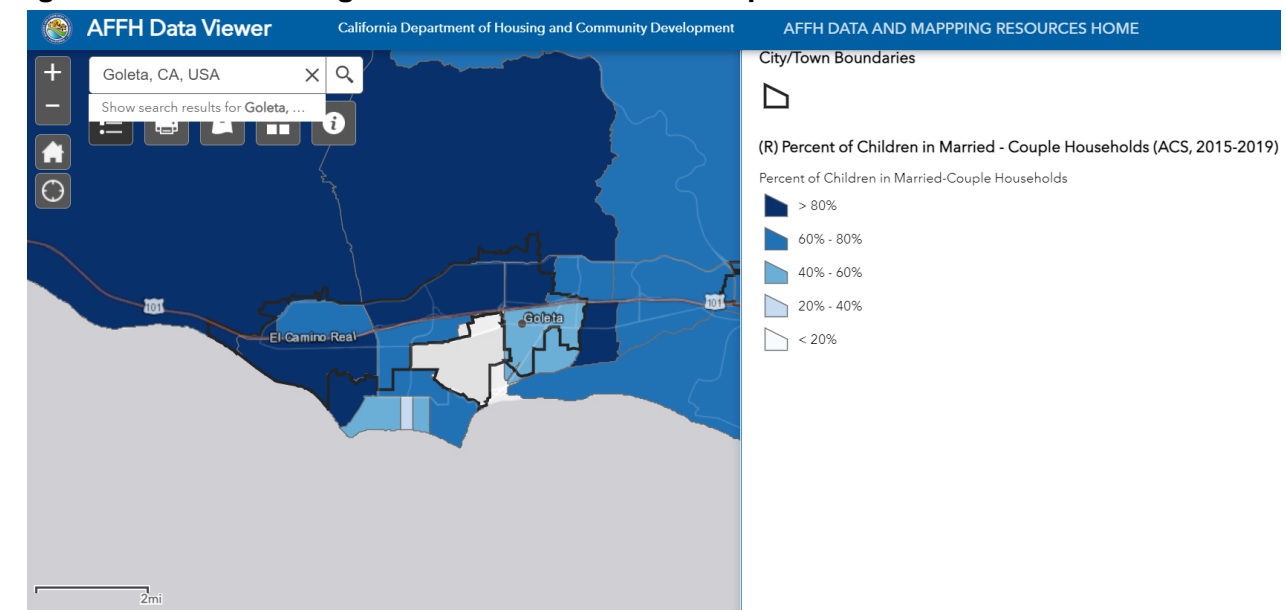 AFFH Data Viewer
California Department of Housing and Community Development
AFFH DATA AND MAPPPING RESOURCES HOME
+
Goleta, CA, USA
−
Show search results for Goleta, ...
City/Town Boundaries
(R) Percent of Children in Married - Couple Households (ACS, 2015-2019)
Percent of Children in Married-Couple Households
> 80%
60% - 80%
40% - 60%
20% - 40%
< 20%
101
101
Goleta
El Camino Real
2mi